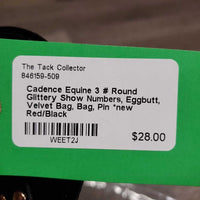 The Tack Collector
846159-509
Cadence Equine 3 # Round
Glittery Show Numbers, Eggbutt,
Velvet Bag, Bag, Pin *new
Red/Black
WEET2J
$28.00